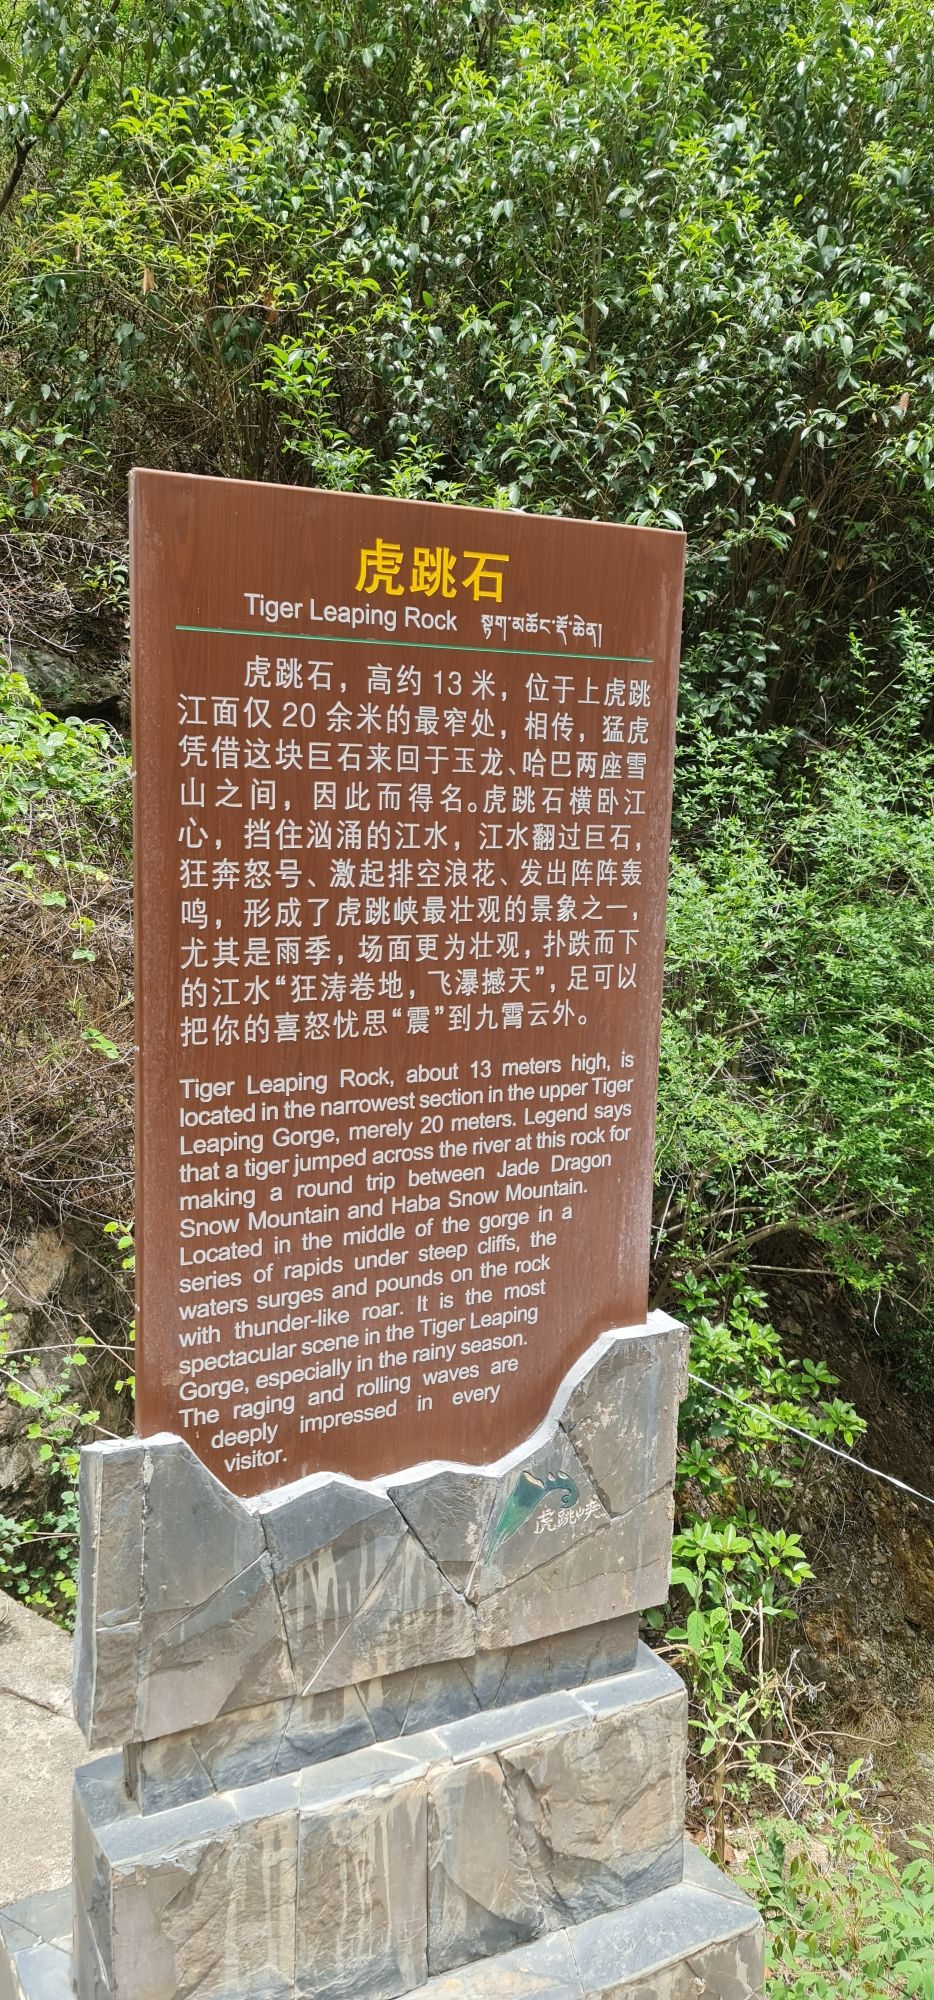 虎跳石
Tiger Leaping Rock སྟག་མཆོང་རྡོ་ཆེན།
虎跳石，高约 13 米，位于上虎跳
江面仅 20 余米的最窄处，相传，猛虎
凭借这块巨石来回于玉龙、哈巴两座雪
山之间，因此而得名。虎跳石横卧江
心，挡住汹涌的江水，江水翻过巨石，
狂奔怒号、激起排空浪花、发出阵阵轰
鸣，形成了虎跳峡最壮观的景象之一，
尤其是雨季，场面更为壮观，扑跌而下
的江水“狂涛卷地，飞瀑撼天”，足可以
把你的喜怒忧思“震”到九霄云外。
Tiger Leaping Rock, about 13 meters high, is
located in the narrowest section in the upper Tiger
Leaping Gorge, merely 20 meters. Legend says
that a tiger jumped across the river at this rock for
making a round trip between Jade Dragon
Snow Mountain and Haba Snow Mountain.
Located in the middle of the gorge in a
series of rapids under steep cliffs, the
waters surges and pounds on the rock
with thunder-like roar. It is the most
spectacular scene in the Tiger Leaping
Gorge, especially in the rainy season.
The raging and rolling waves are
deeply impressed in every
visitor.
虎跳峡